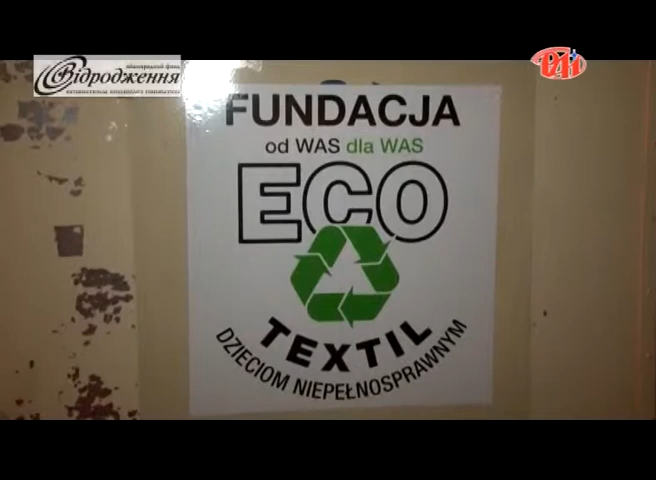 Відродження
FUNDACJA
od WAS dla WAS
ECO
TEXTIL
DZIECIOM NIEPEŁNOSPRAWNYM